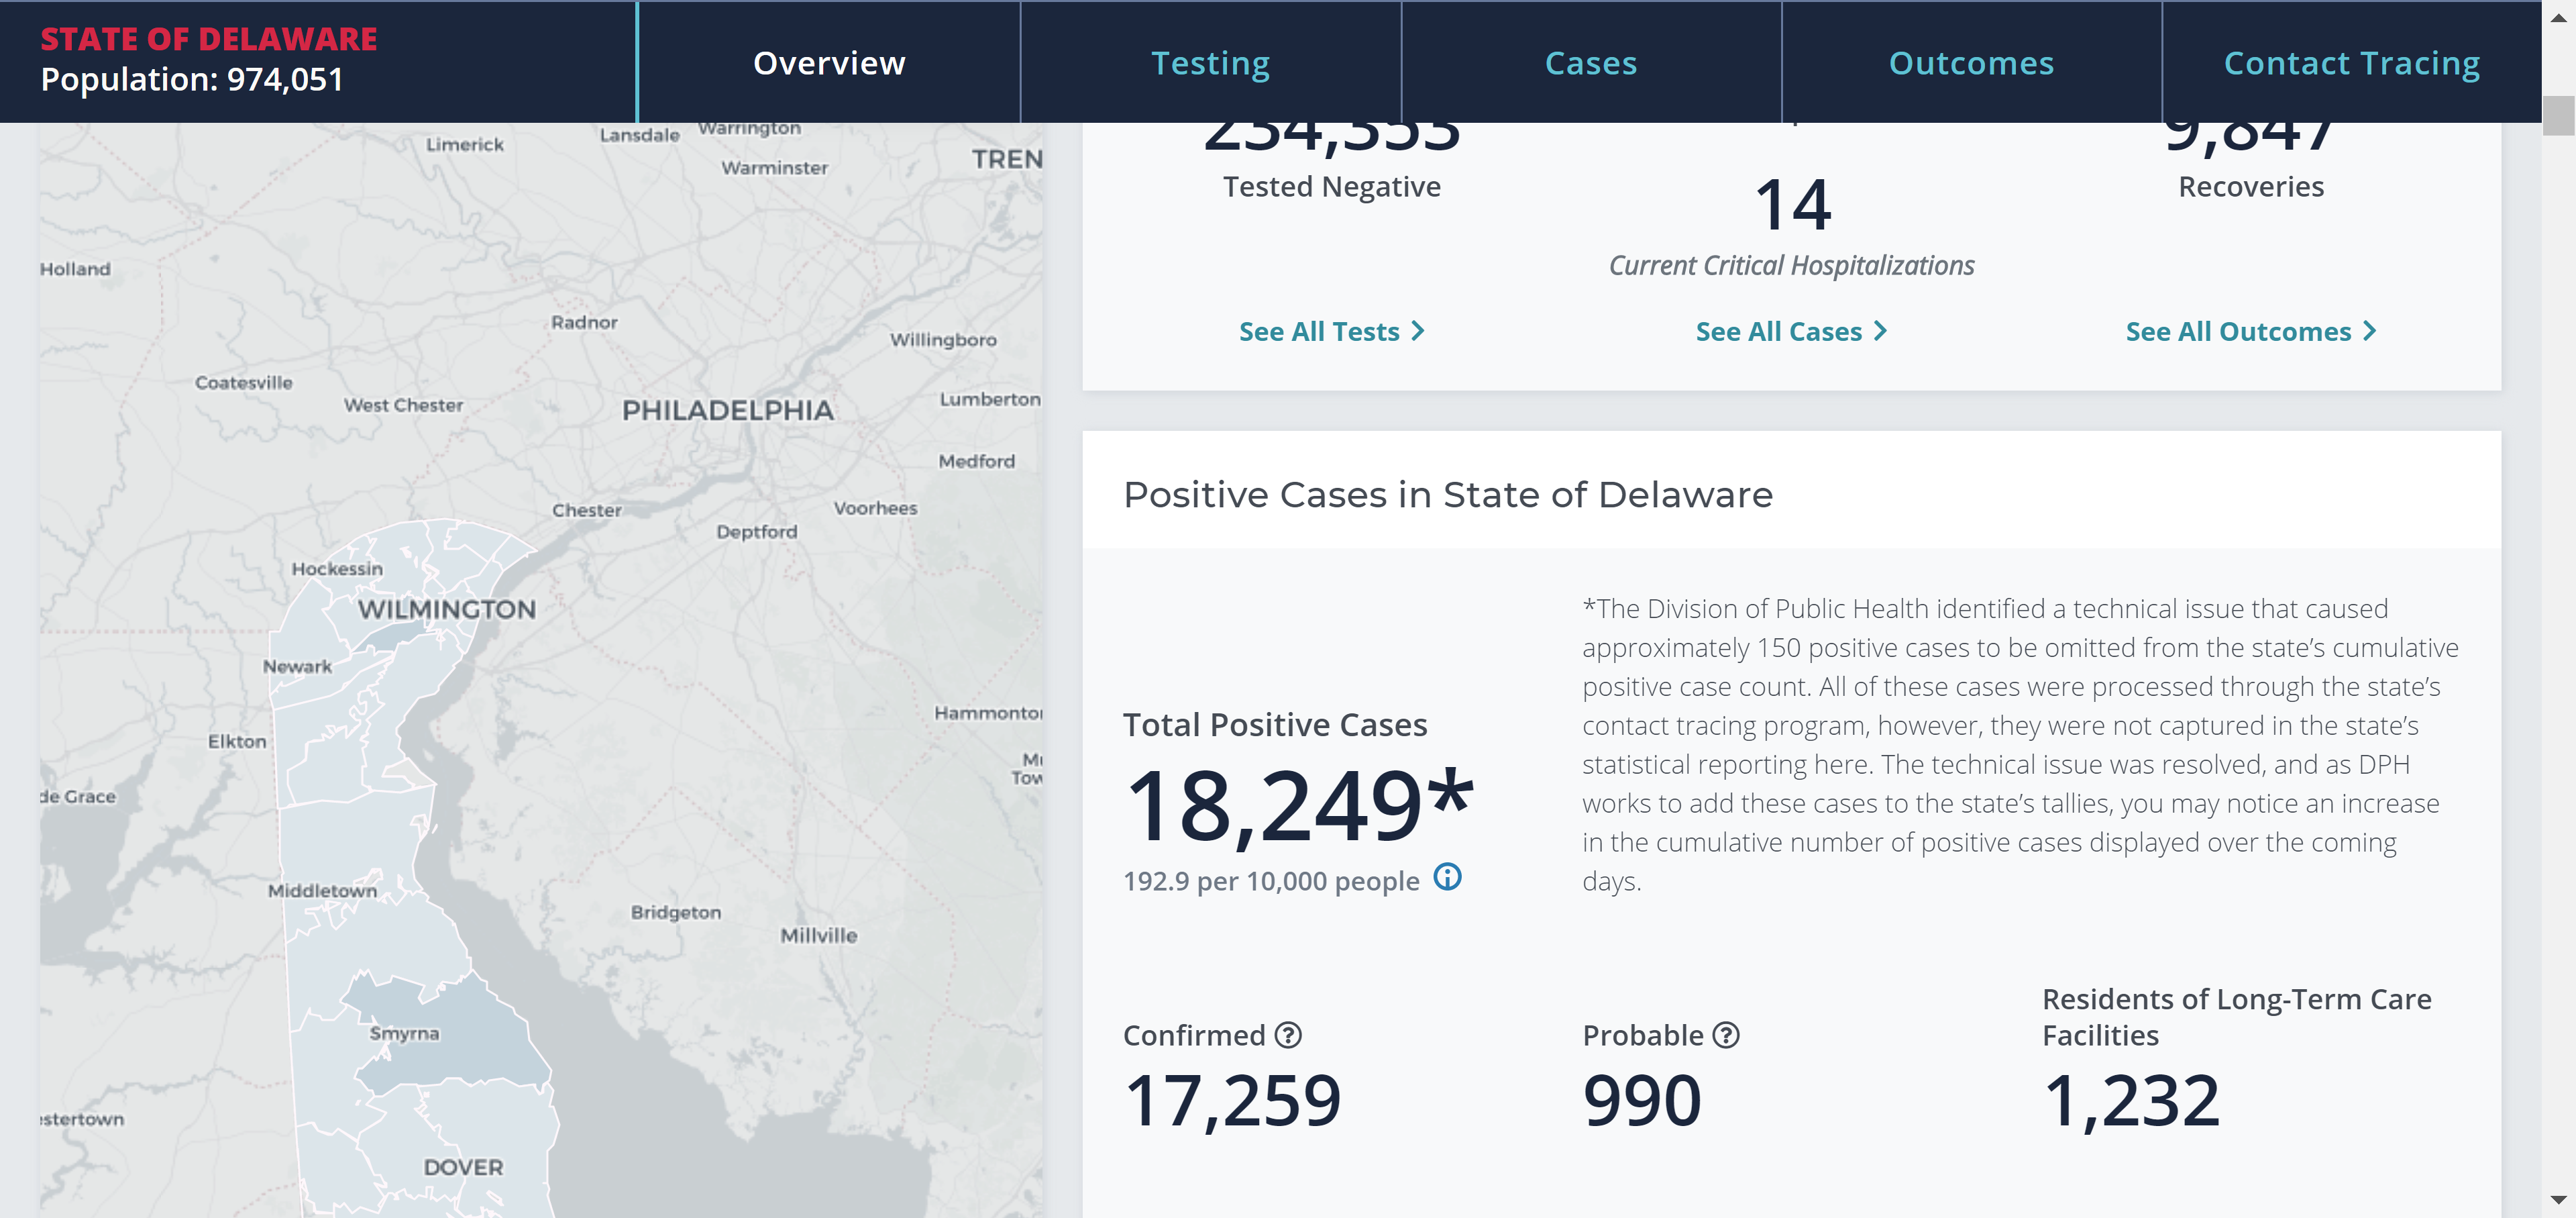 STATE OF DELAWARE
Population: 974,051
Overview
Testing
Cases
Outcomes
Contact Tracing
Limerick
Lansdale
Warrington
Warminster
TREN
Holland
Radnor
Willingboro
Coatesville
West Chester
PHILADELPHIA
Lumberton
Medford
Chester
Voorhees
Deptford
Hockessin
WILMINGTON
Newark
Hammonto
Elkton
Tow
de Grace
Middletown
Bridgeton
Millville
Smyrna
estertown
DOVER
234,353
Tested Negative
14
Current Critical Hospitalizations
9,847
Recoveries
See All Tests
See All Cases
See All Outcomes
Positive Cases in State of Delaware
Total Positive Cases
18,249*
192.9 per 10,000 people
*The Division of Public Health identified a technical issue that caused
approximately 150 positive cases to be omitted from the state’s cumulative
positive case count. All of these cases were processed through the state’s
contact tracing program, however, they were not captured in the state’s
statistical reporting here. The technical issue was resolved, and as DPH
works to add these cases to the state’s tallies, you may notice an increase
in the cumulative number of positive cases displayed over the coming
days.
Confirmed ?
17,259
Probable ?
990
Residents of Long-Term Care
Facilities
1,232